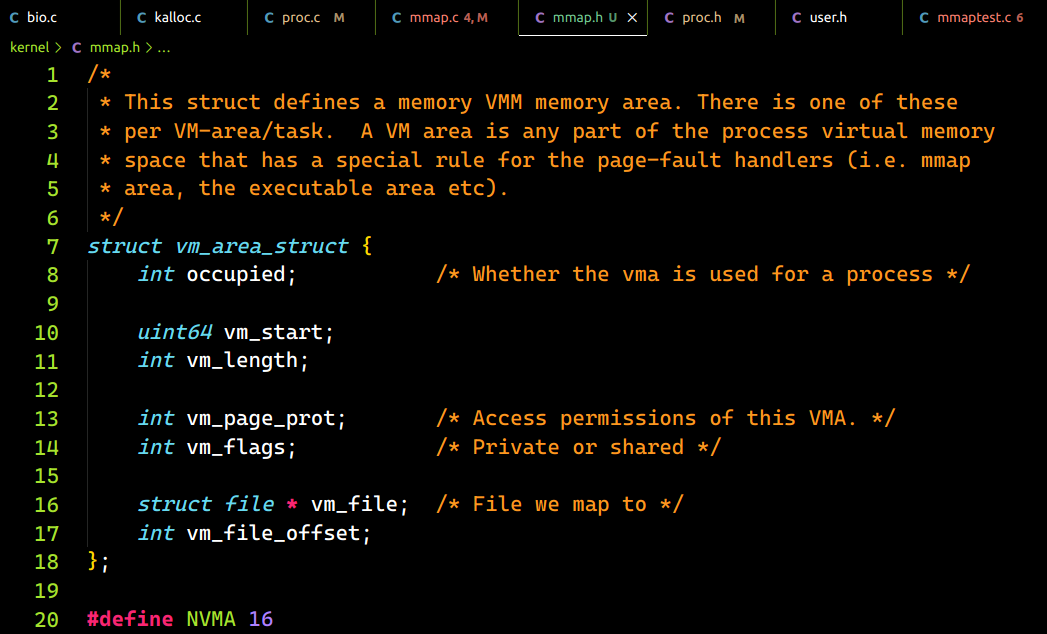 C bio.c C kalloc.c C proc.c M C mmap.c 4, M C mmap.h U × C proc.h M C user.h C mmaptest.c 6
kernel > C mmap.h > ...
1 /*
2  * This struct defines a memory VMM memory area. There is one of these
3  * per VM-area/task.  A VM area is any part of the process virtual memory
4  * space that has a special rule for the page-fault handlers (i.e. mmap
5  * area, the executable area etc).
6  */
7 struct vm_area_struct {
8     int occupied;           /* Whether the vma is used for a process */
9
10     uint64 vm_start;
11     int vm_length;
12
13     int vm_page_prot;       /* Access permissions of this VMA. */
14     int vm_flags;           /* Private or shared */
15
16     struct file * vm_file;  /* File we map to */
17     int vm_file_offset;
18 };
19
20 #define NVMA 16